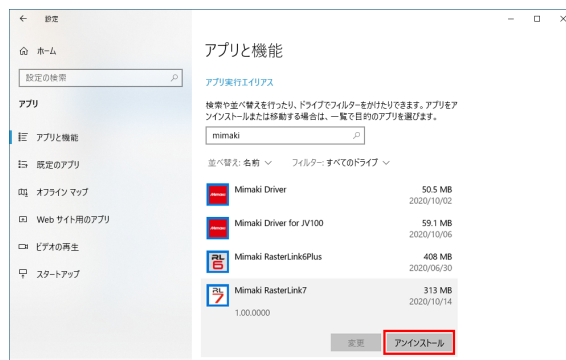 設定
ホーム
設定の検索
アプリ
アプリと機能
既定のアプリ
オフライン マップ
Web サイト用のアプリ
ビデオの再生
スタートアップ
アプリと機能
アプリ実行エイリアス
検索や並べ替えを行ったり、ドライブでフィルターをかけたりできます。アプリをア
ンインストールまたは移動する場合は、一覧で目的のアプリを選びます。
mimaki
並べ替え: 名前 フィルター: すべてのドライブ
Mimaki Driver 50.5 MB
2020/10/02
Mimaki Driver for JV100 59.1 MB
2020/10/06
RL
6
Mimaki RasterLink6Plus 408 MB
2020/06/30
RL
7
Mimaki RasterLink7 313 MB
2020/10/14
1.00.0000
変更 アンインストール